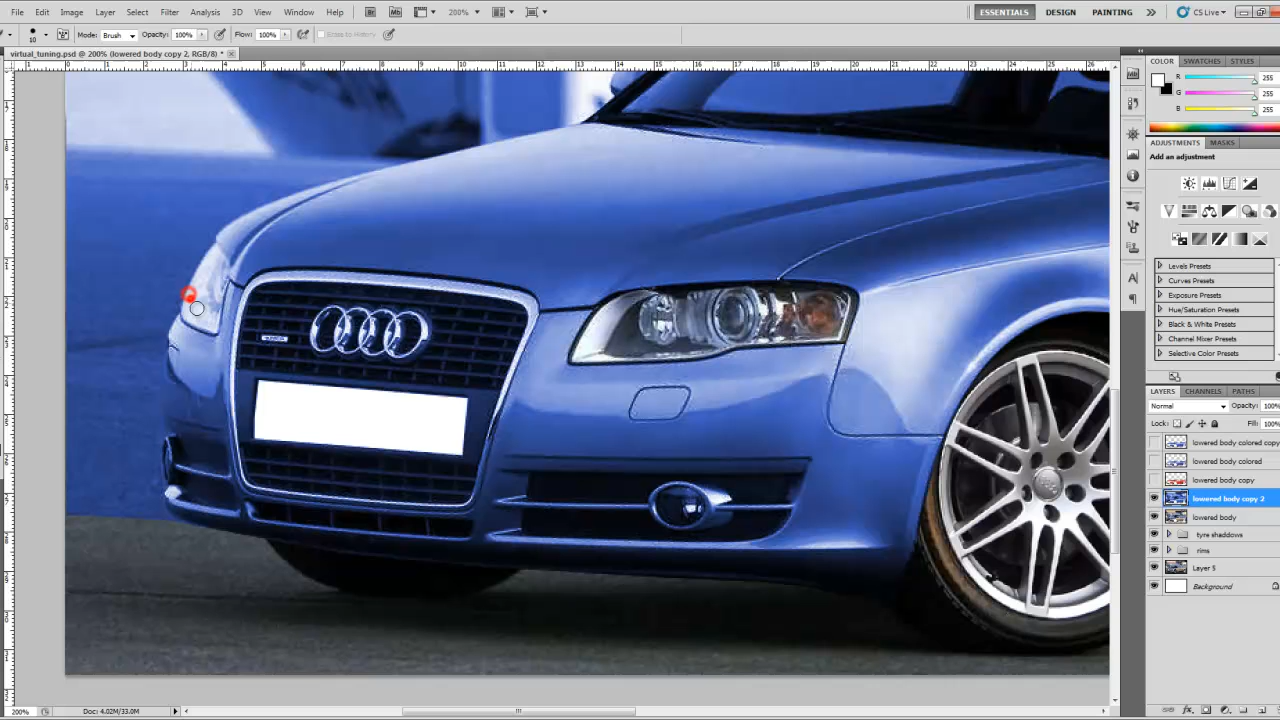 File Edit Image Layer Select Filter Analysis 3D View Window Help 200% ESSENTIALS DESIGN PAINTING CS Live
10 Mode: Brush Opacity: 100% Flow: 100% Erase to History
virtual_tuning.psd @ 200% (lowered body copy 2, RGB/8) *
COLOR SWATCHES STYLES
R 255
G 255
B 255
ADJUSTMENTS MASKS
Add an adjustment
Levels Presets
Curves Presets
Exposure Presets
Hue/Saturation Presets
Black & White Presets
Channel Mixer Presets
Selective Color Presets
LAYERS CHANNELS PATHS
Normal Opacity: 100%
Lock: Fill: 100%
lowered body colored copy
lowered body colored
lowered body copy
lowered body copy 2
lowered body
tyre shaddows
rims
Layer 5
Background
200% Doc: 4.02M/33.0M